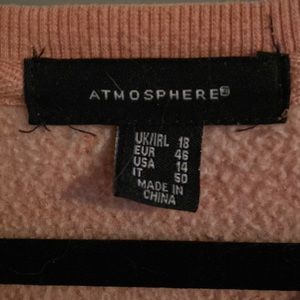 ATMOSPHERE
UK/IRL 18
EUR 46
USA 14
IT 50
MADE IN
CHINA